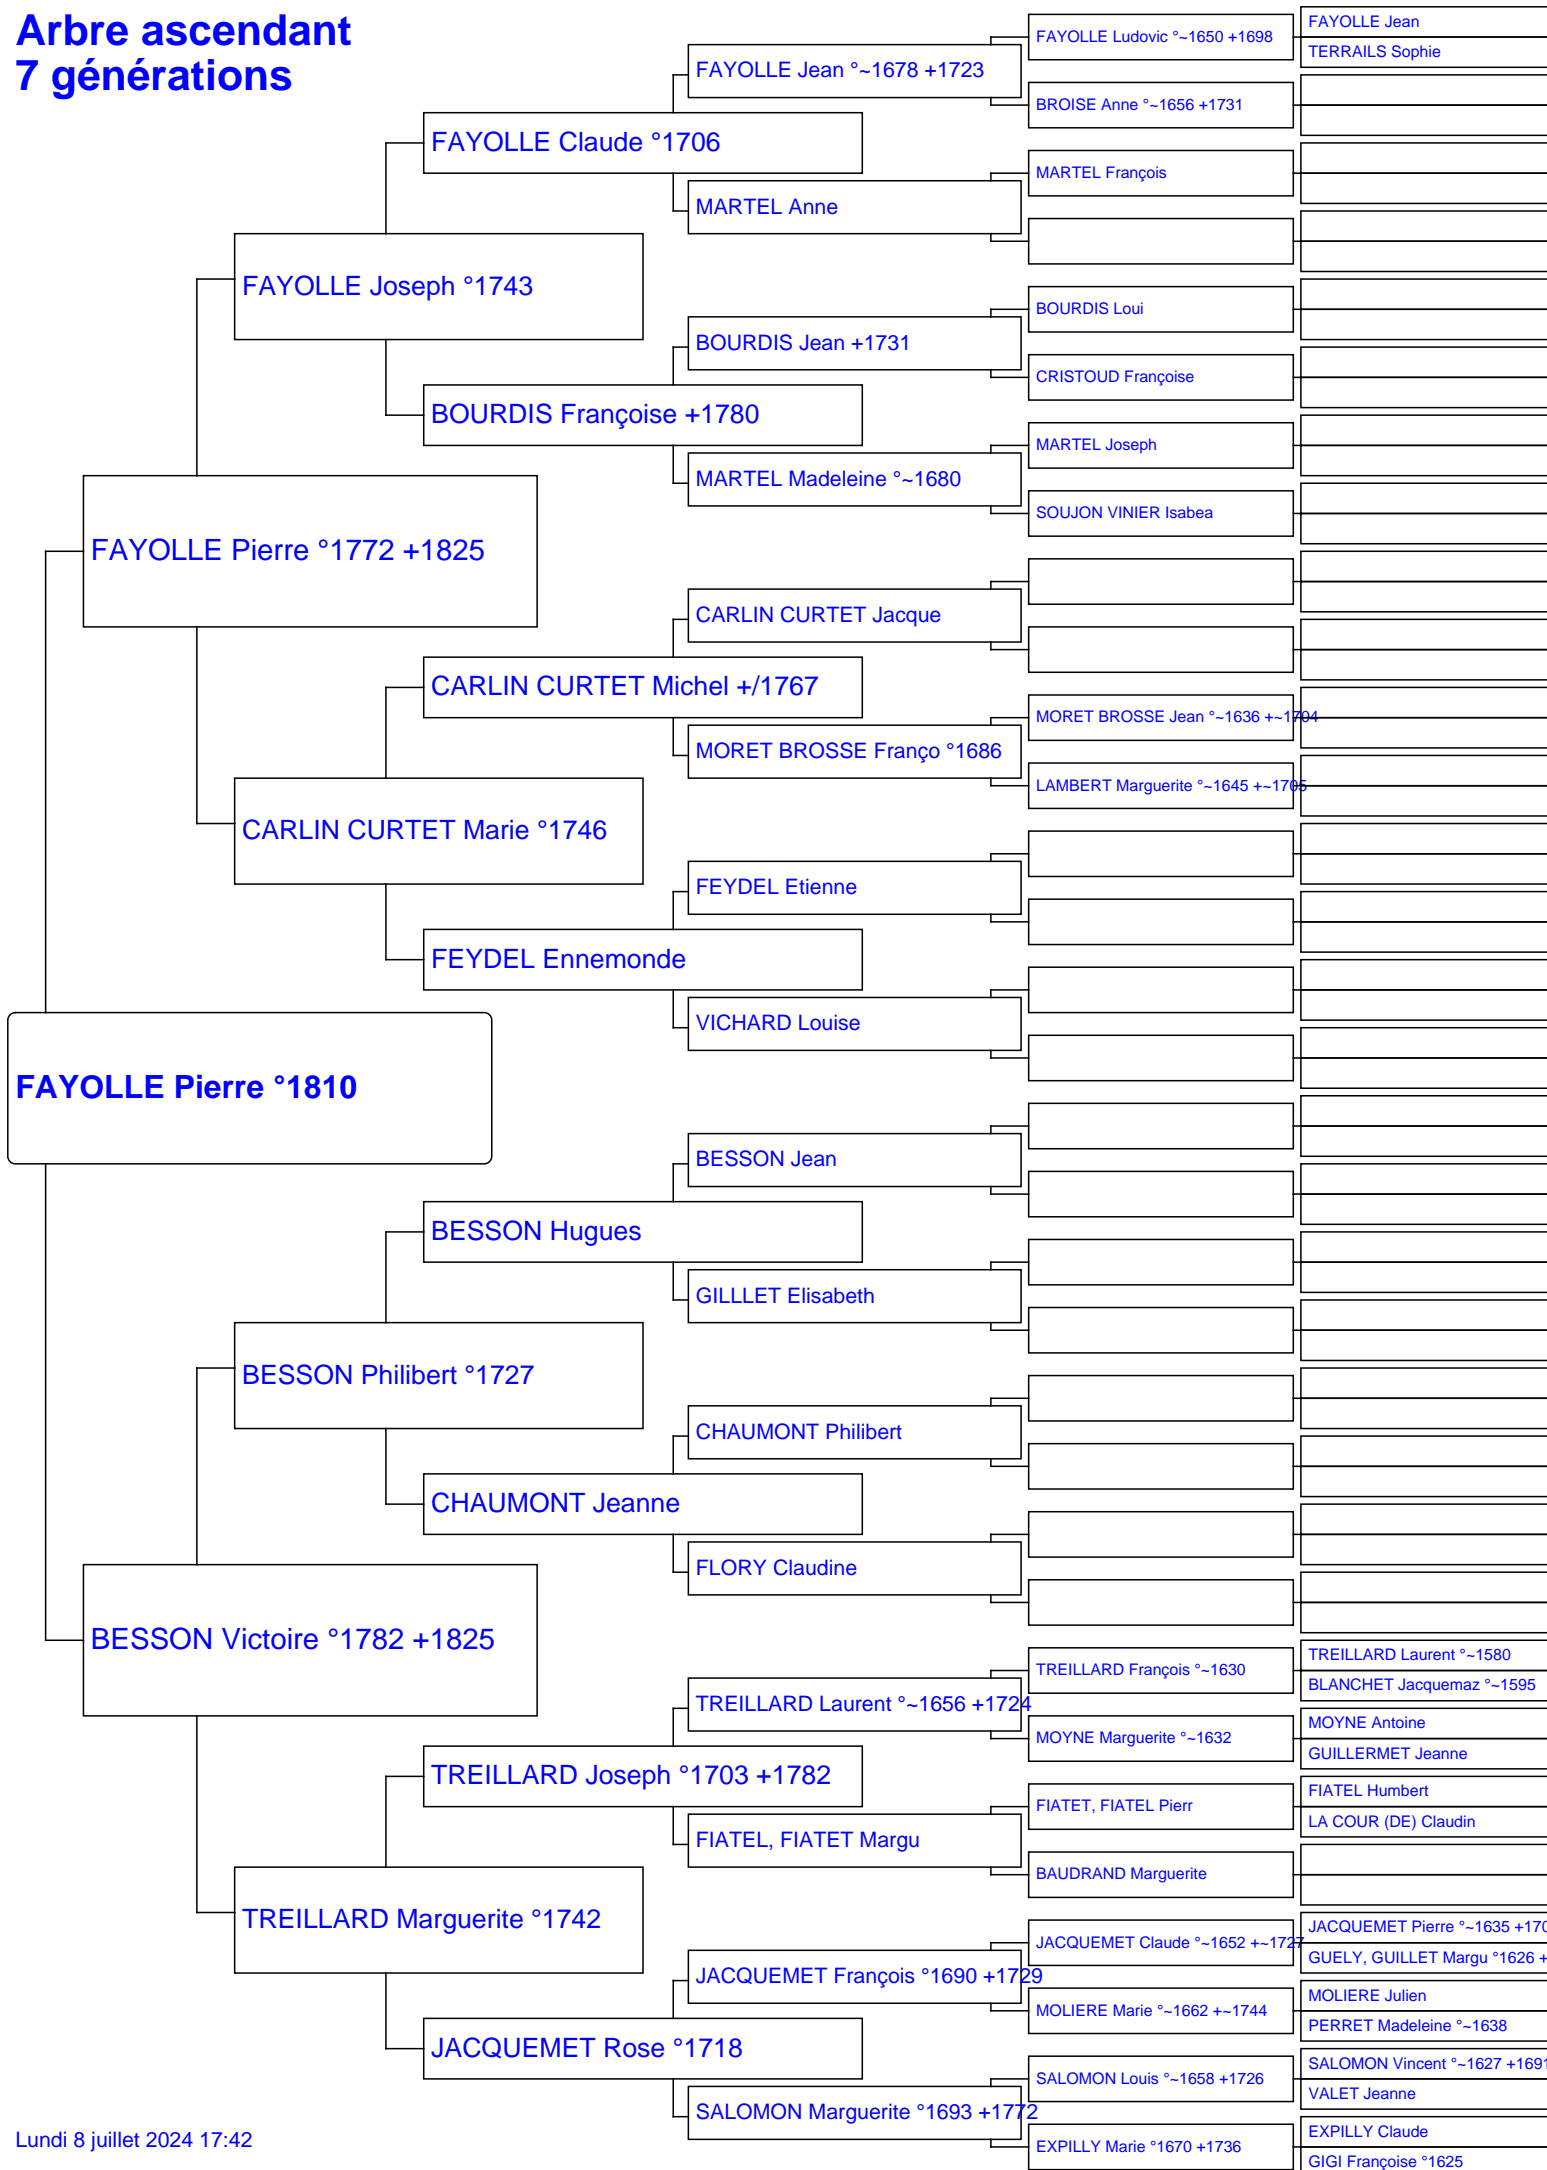 Arbre ascendant
7 générations
FAYOLLE Pierre °1810
FAYOLLE Pierre °1772 +1825
BESSON Victoire °1782 +1825
FAYOLLE Joseph °1743
CARLIN CURTET Marie °1746
BESSON Philibert °1727
TREILLARD Marguerite °1742
FAYOLLE Claude °1706
BOURDIS Françoise +1780
CARLIN CURTET Michel +/1767
FEYDEL Ennemonde
BESSON Hugues
CHAUMONT Jeanne
TREILLARD Joseph °1703 +1782
JACQUEMET Rose °1718
FAYOLLE Jean °~1678 +1723
MARTEL Anne
BOURDIS Jean +1731
MARTEL Madeleine °~1680
CARLIN CURTET Jacque
MORET BROSSE Franço °1686
FEYDEL Etienne
VICHARD Louise
BESSON Jean
GILLLET Elisabeth
CHAUMONT Philibert
FLORY Claudine
TREILLARD Laurent °~1656 +1724
FIATEL, FIATET Margu
JACQUEMET François °1690 +1729
SALOMON Marguerite °1693 +1772
FAYOLLE Ludovic °~1650 +1698
BROISE Anne °~1656 +1731
MARTEL François
BOURDIS Loui
CRISTOUD Françoise
MARTEL Joseph
SOUJON VINIER Isabea
MORET BROSSE Jean °~1636 +~1704
LAMBERT Marguerite °~1645 +~1705
TREILLARD François °~1630
MOYNE Marguerite °~1632
FIATET, FIATEL Pierr
BAUDRAND Marguerite
JACQUEMET Claude °~1652 +~1727
MOLIERE Marie °~1662 +~1744
SALOMON Louis °~1658 +1726
EXPILLY Marie °1670 +1736
FAYOLLE Jean
TERRAILS Sophie
TREILLARD Laurent °~1580
BLANCHET Jacquemaz °~1595
MOYNE Antoine
GUILLERMET Jeanne
FIATEL Humbert
LA COUR (DE) Claudin
JACQUEMET Pierre °~1635 +170
GUELY, GUILLET Margu °1626 +
MOLIERE Julien
PERRET Madeleine °~1638
SALOMON Vincent °~1627 +1691
VALET Jeanne
EXPILLY Claude
GIGI Françoise °1625
Lundi 8 juillet 2024 17:42